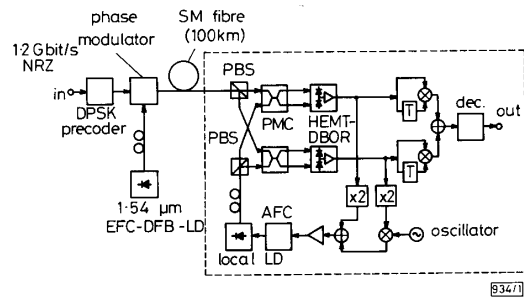 phase
modulator
SM fibre
(100km)
1·2 Gbit/s
NRZ
in
DPSK
precoder
PBS
PBS
PMC
HEMT-
DBOR
T
T
dec.
out
1·54 µm
EFC-DFB-LD
x2
x2
AFC
local LD
oscillator
934/1